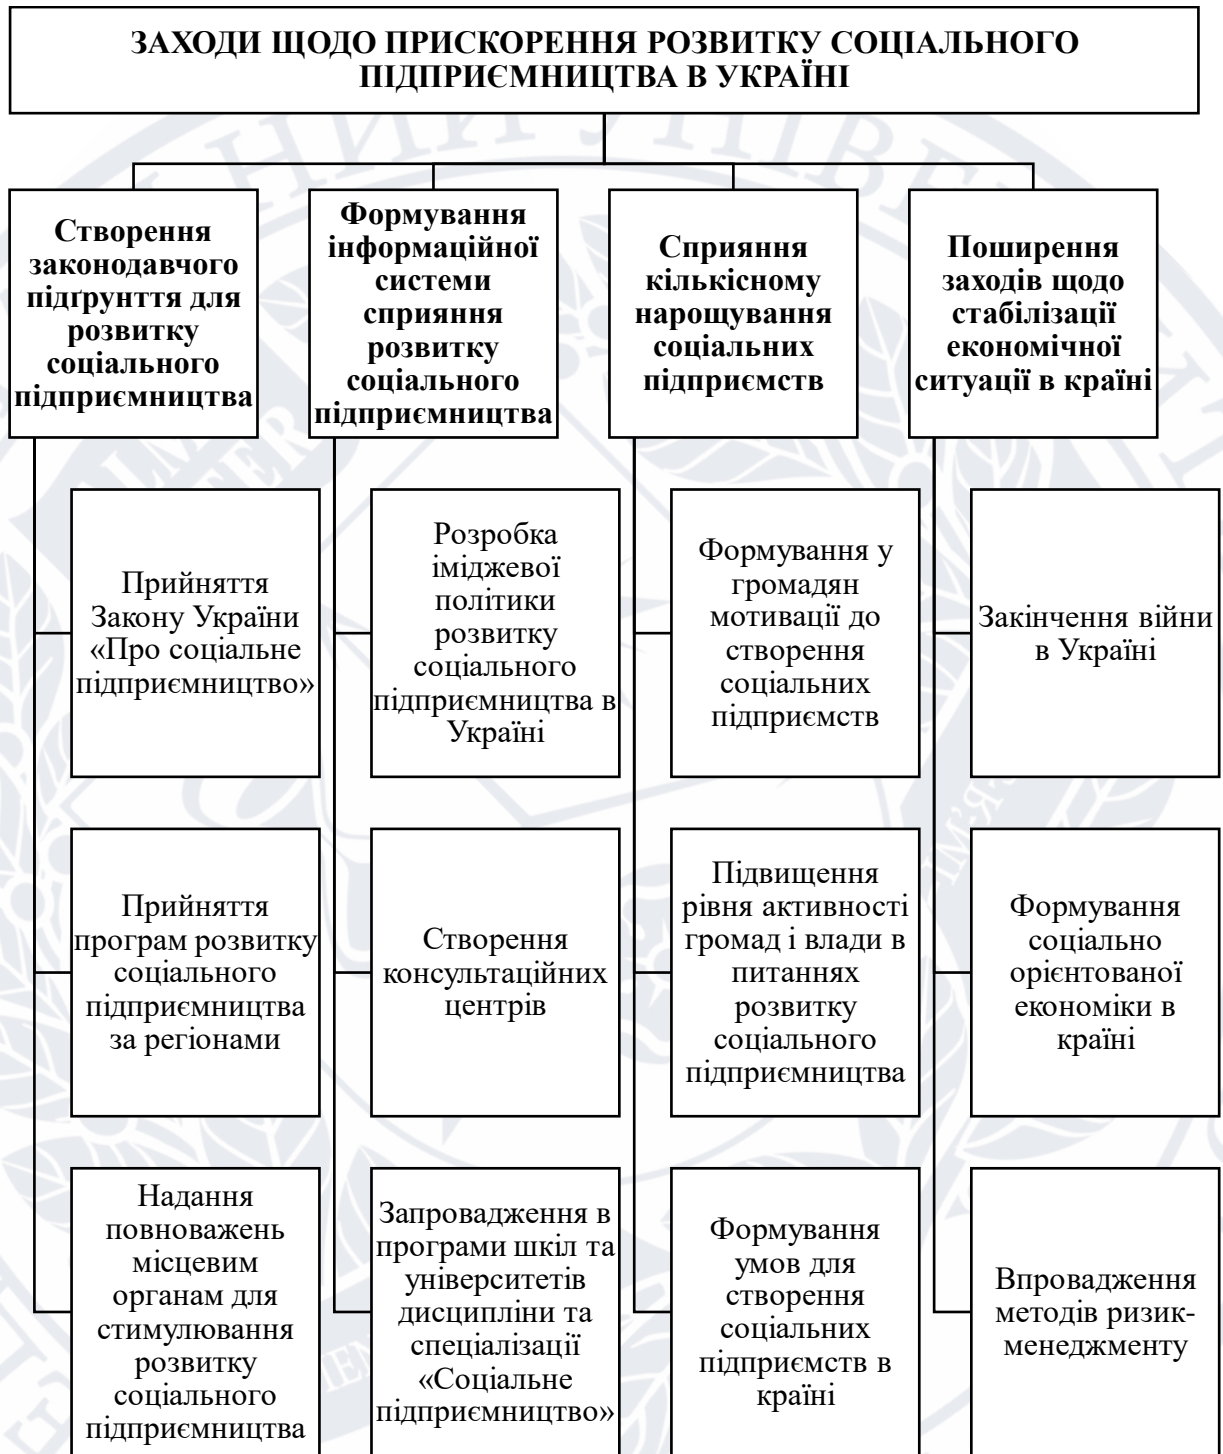 ЗАХОДИ ЩОДО ПРИСКОРЕННЯ РОЗВИТКУ СОЦІАЛЬНОГО
ПІДПРИЄМНИЦТВА В УКРАЇНІ
Створення
законодавчого
підґрунття для
розвитку
соціального
підприємництва
Прийняття
Закону України
«Про соціальне
підприємництво»
Прийняття
програм розвитку
соціального
підприємництва
за регіонами
Надання
повноважень
місцевим
органам для
стимулювання
розвитку
соціального
підприємництва
Формування
інформаційної
системи
сприяння
розвитку
соціального
підприємництва
Розробка
іміджевої
політики
розвитку
соціального
підприємництва в
Україні
Створення
консультаційних
центрів
Запровадження в
програми шкіл та
університетів
дисципліни та
спеціалізації
«Соціальне
підприємництво»
Сприяння
кількісному
нарощування
соціальних
підприємств
Формування у
громадян
мотивації до
створення
соціальних
підприємств
Підвищення
рівня активності
громад і влади в
питаннях
розвитку
соціального
підприємництва
Формування
умов для
створення
соціальних
підприємств в
країні
Поширення
заходів щодо
стабілізації
економічної
ситуації в країні
Закінчення війни
в Україні
Формування
соціально
орієнтованої
економіки в
країні
Впровадження
методів ризик-
менеджменту